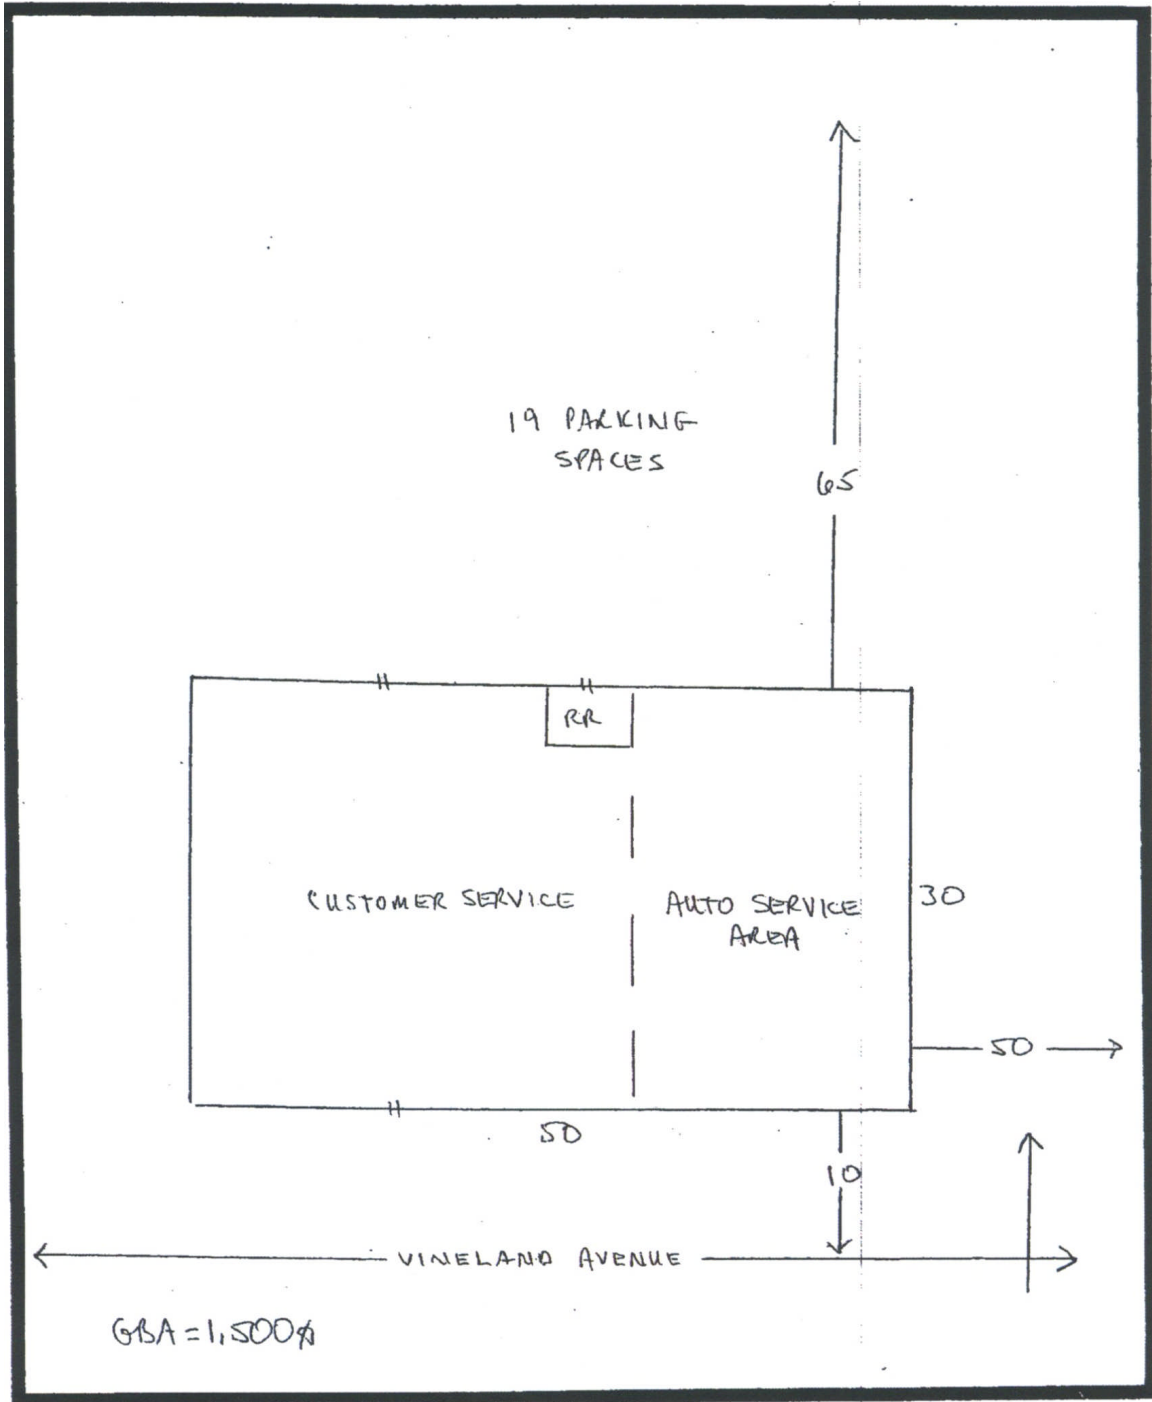 19 PARKING
SPACES
65
RR
CUSTOMER SERVICE
AUTO SERVICE
AREA
30
50
50
10
VINELAND AVENUE
GBA = 1,500⌀